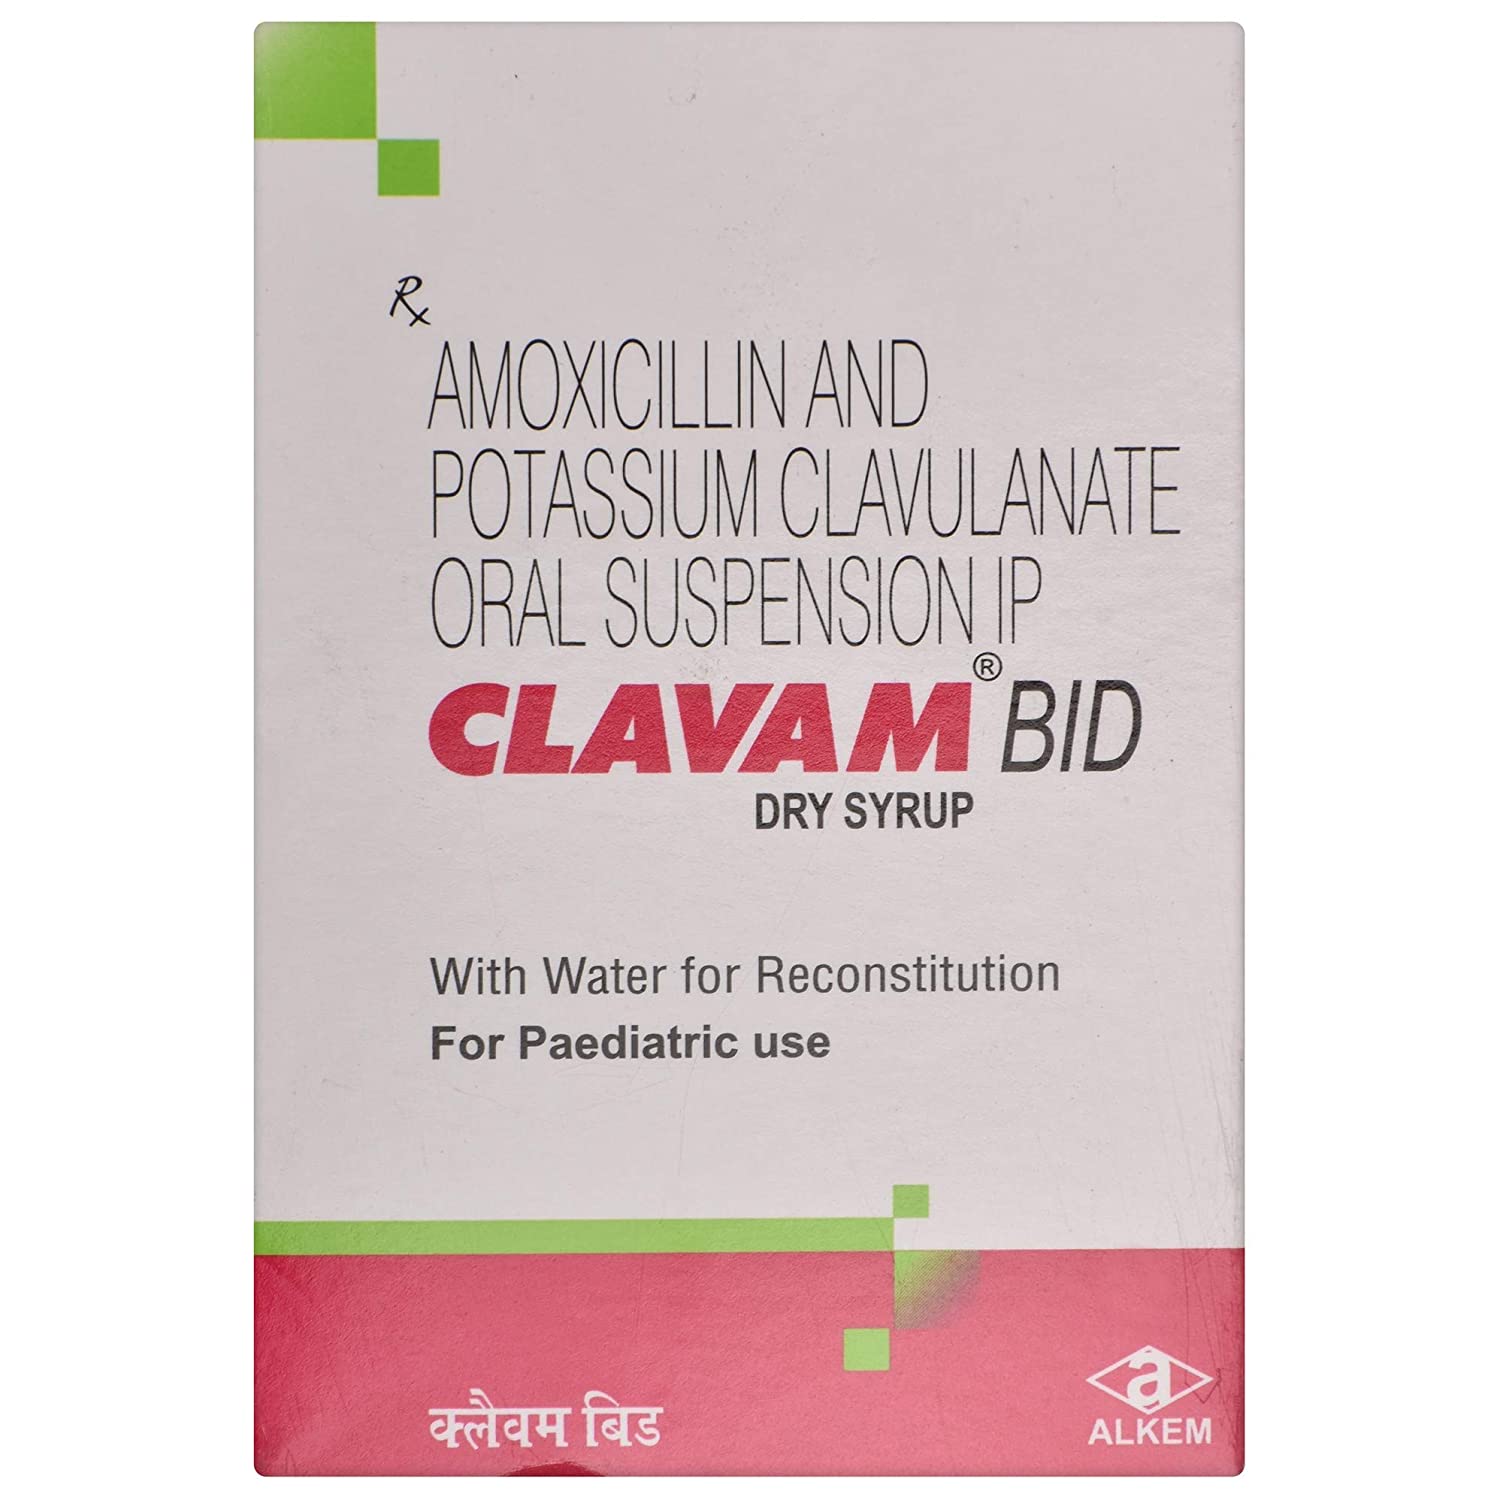 Rx
AMOXICILLIN AND
POTASSIUM CLAVULANATE
ORAL SUSPENSION IP
CLAVAM® BID
DRY SYRUP
With Water for Reconstitution
For Paediatric use
क्लैवम बिड
a
ALKEM